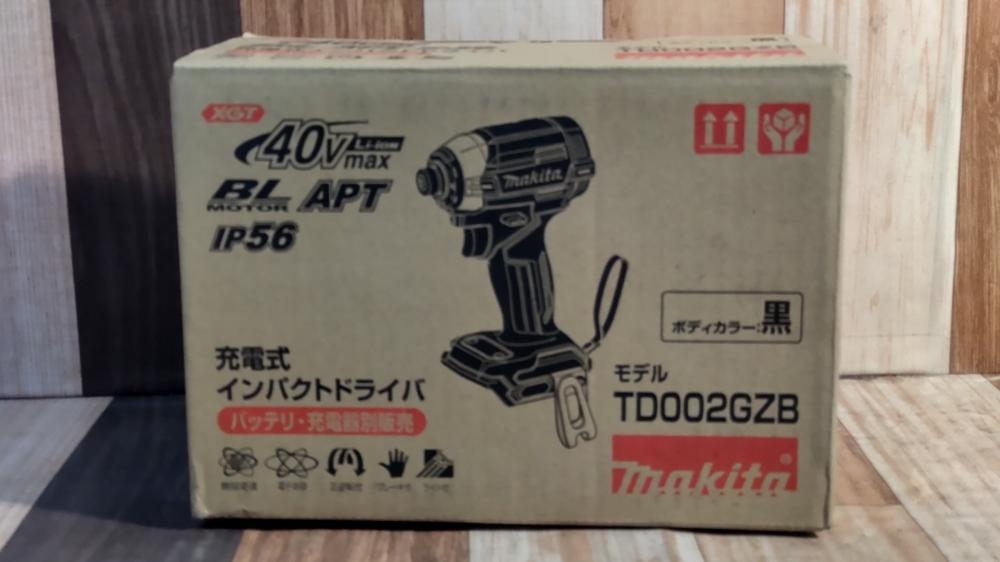 TD002GZB
XGT
40Vmax Li-ion
BL MOTOR APT
IP56
makita
ボディカラー:黒
充電式
インパクトドライバ
バッテリ・充電器別販売
モデル
TD002GZB
makita®